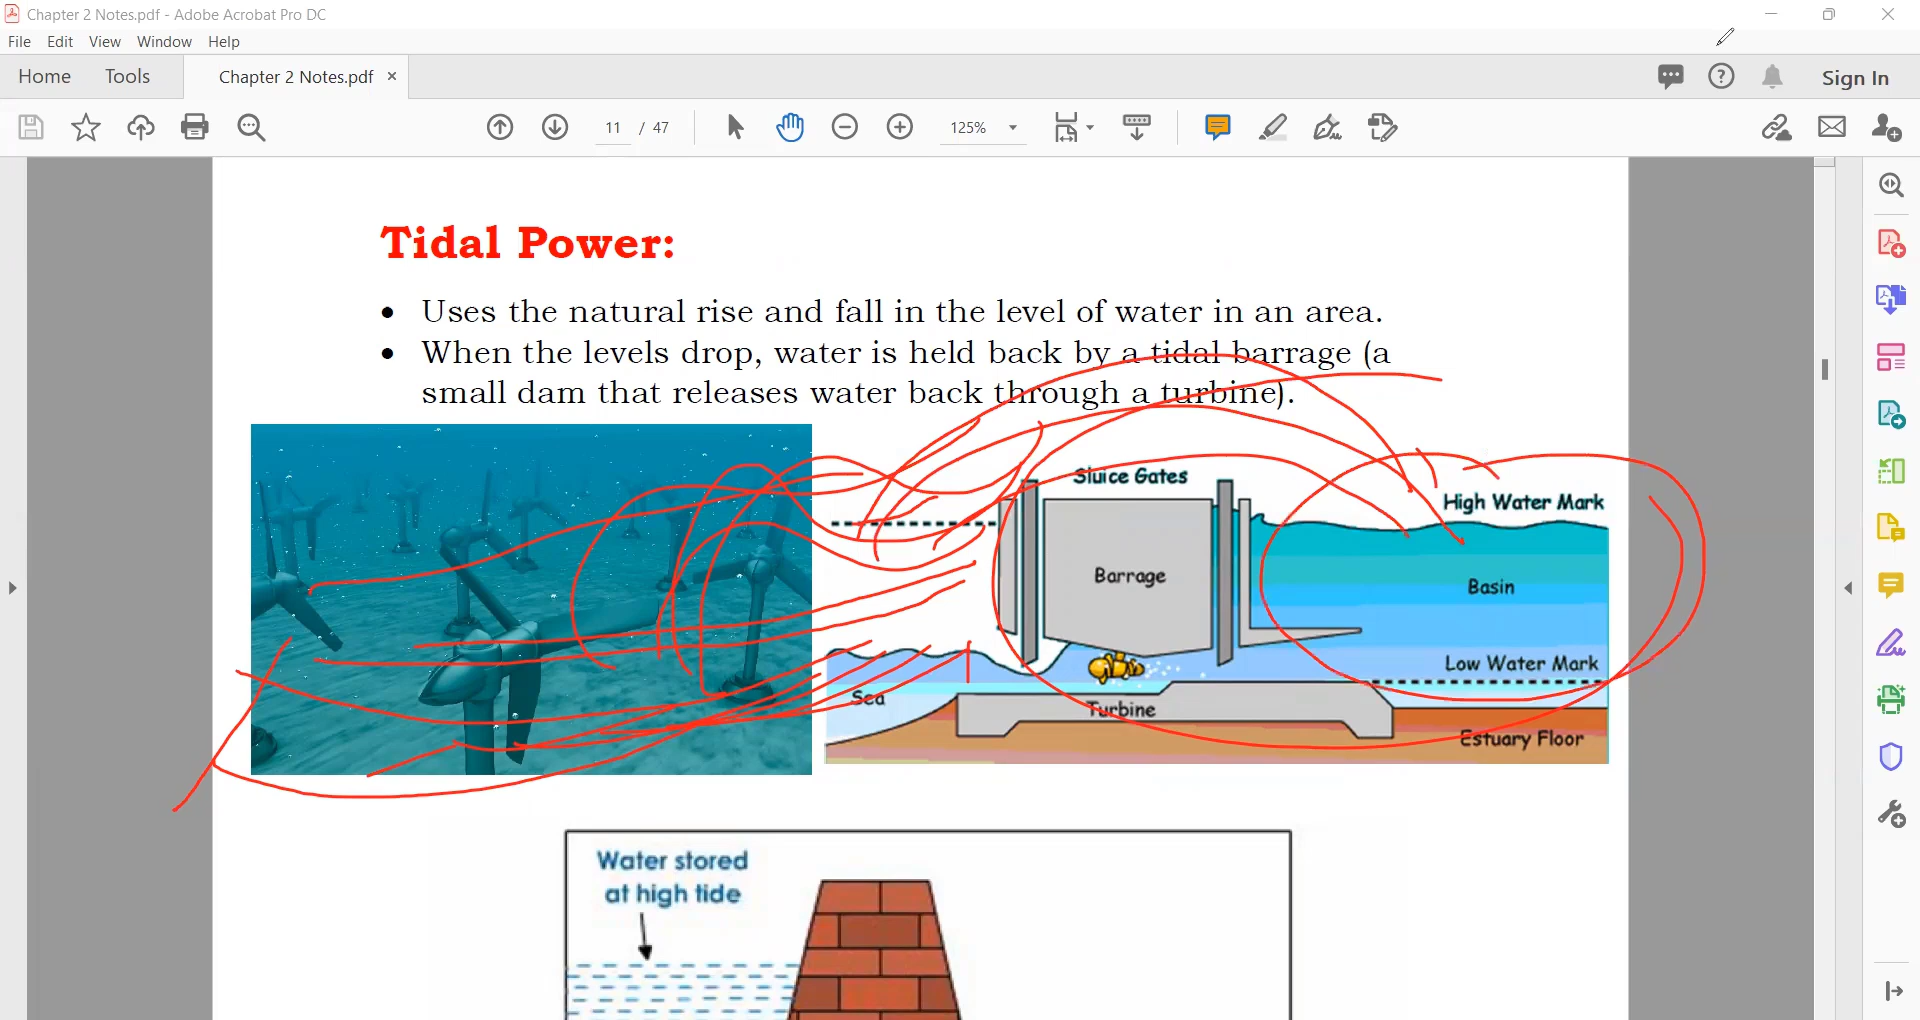 Chapter 2 Notes.pdf - Adobe Acrobat Pro DC
File Edit View Window Help
Home Tools Chapter 2 Notes.pdf × Sign In
11 / 47 125%
Tidal Power:
• Uses the natural rise and fall in the level of water in an area.
• When the levels drop, water is held back by a tidal barrage (a
small dam that releases water back through a turbine).
Sluice Gates
High Water Mark
Barrage
Basin
Low Water Mark
Sea
Turbine
Estuary Floor
Water stored
at high tide